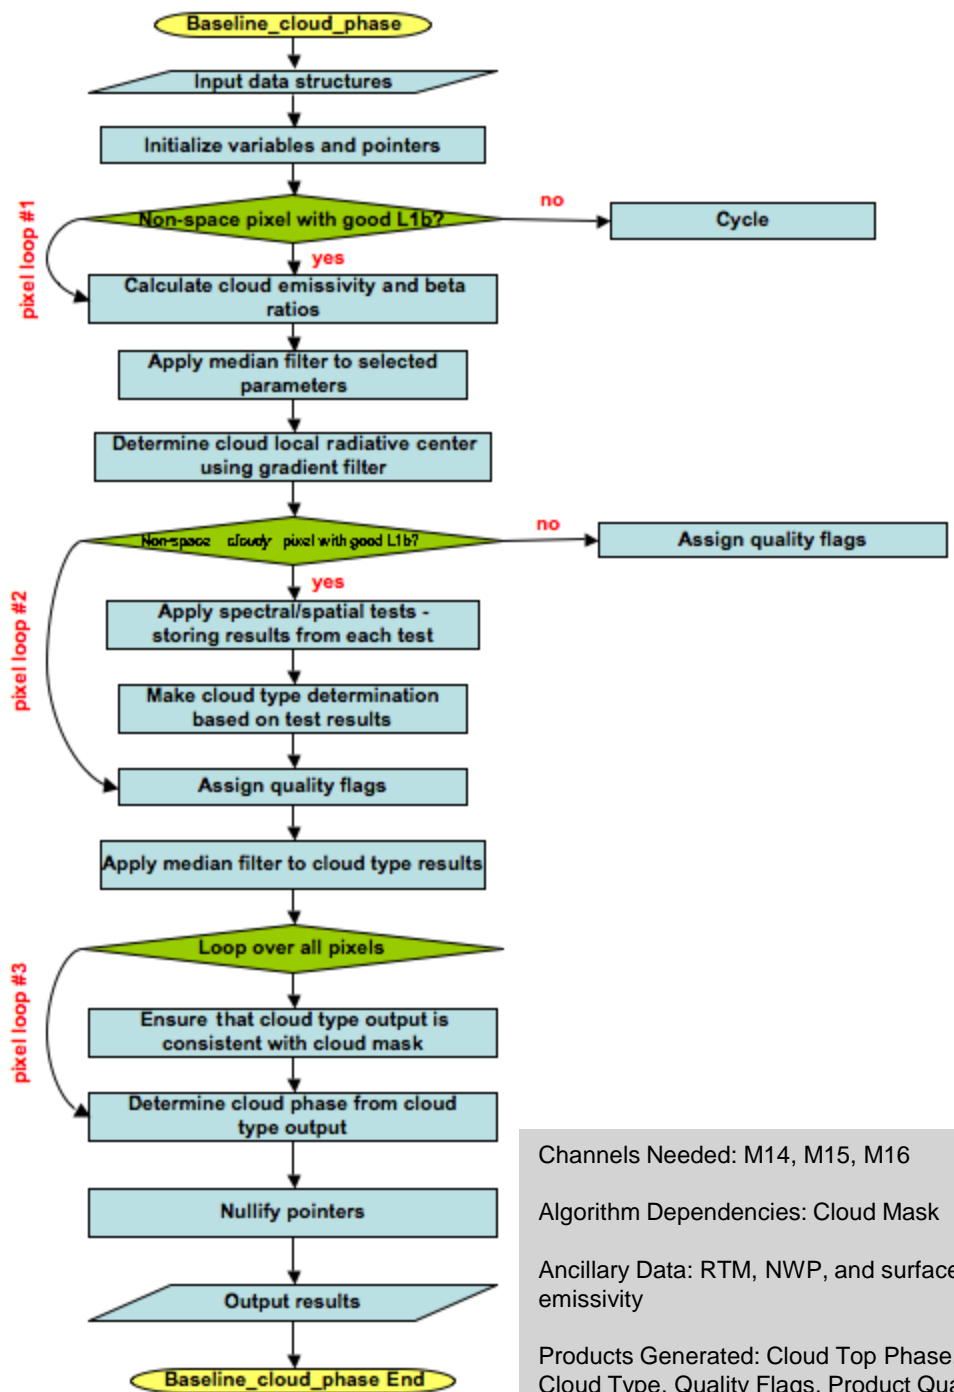 Baseline_cloud_phase
Input data structures
Initialize variables and pointers
pixel loop #1
Non-space pixel with good L1b?
no
Cycle
yes
Calculate cloud emissivity and beta
ratios
Apply median filter to selected
parameters
Determine cloud local radiative center
using gradient filter
pixel loop #2
Non-space cloudy pixel with good L1b?
no
Assign quality flags
yes
Apply spectral/spatial tests -
storing results from each test
Make cloud type determination
based on test results
Assign quality flags
Apply median filter to cloud type results
pixel loop #3
Loop over all pixels
Ensure that cloud type output is
consistent with cloud mask
Determine cloud phase from cloud
type output
Nullify pointers
Output results
Baseline_cloud_phase End
Channels Needed: M14, M15, M16
Algorithm Dependencies: Cloud Mask
Ancillary Data: RTM, NWP, and surface
emissivity
Products Generated: Cloud Top Phase,
Cloud Type, Quality Flags, Product